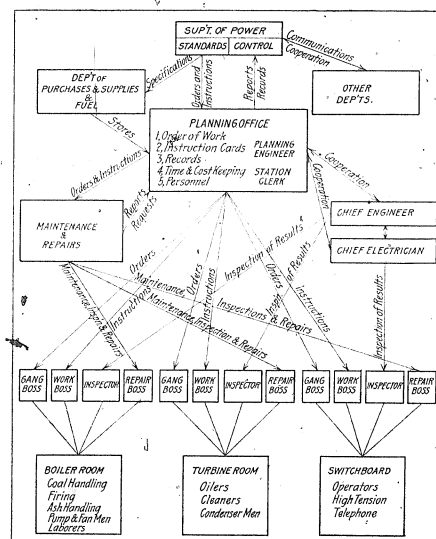 SUP'T. OF POWER
STANDARDS CONTROL
Communications
Cooperation
Specifications
Orders and
Instructions
Reports
Records
DEP'T of
PURCHASES & SUPPLIES
&
FUEL
OTHER
DEP'TS.
Stores
PLANNING OFFICE
1, Order of Work
2, Instruction Cards
3, Records
4, Time & Cost Keeping
5, Personnel
PLANNING
ENGINEER
STATION
CLERK
Orders & Instructions
Reports
Requests
Cooperation
Cooperation
MAINTENANCE
&
REPAIRS
CHIEF ENGINEER
CHIEF ELECTRICIAN
Orders
Instructions
Maintenance, Inspection & Repairs
Orders
Instructions
Maintenance, Inspection & Repairs
Inspection of Results
Orders
Instructions
Maintenance, Inspections & Repairs
Inspt. of Results
Inspection of Results
GANG
BOSS
WORK
BOSS
INSPECTOR
REPAIR
BOSS
GANG
BOSS
WORK
BOSS
INSPECTOR
REPAIR
BOSS
GANG
BOSS
WORK
BOSS
INSPECTOR
REPAIR
BOSS
BOILER ROOM
Coal Handling
Firing
Ash Handling
Pump & Fan Men
Laborers
TURBINE ROOM
Oilers
Cleaners
Condenser Men
SWITCHBOARD
Operators
High Tension
Telephone